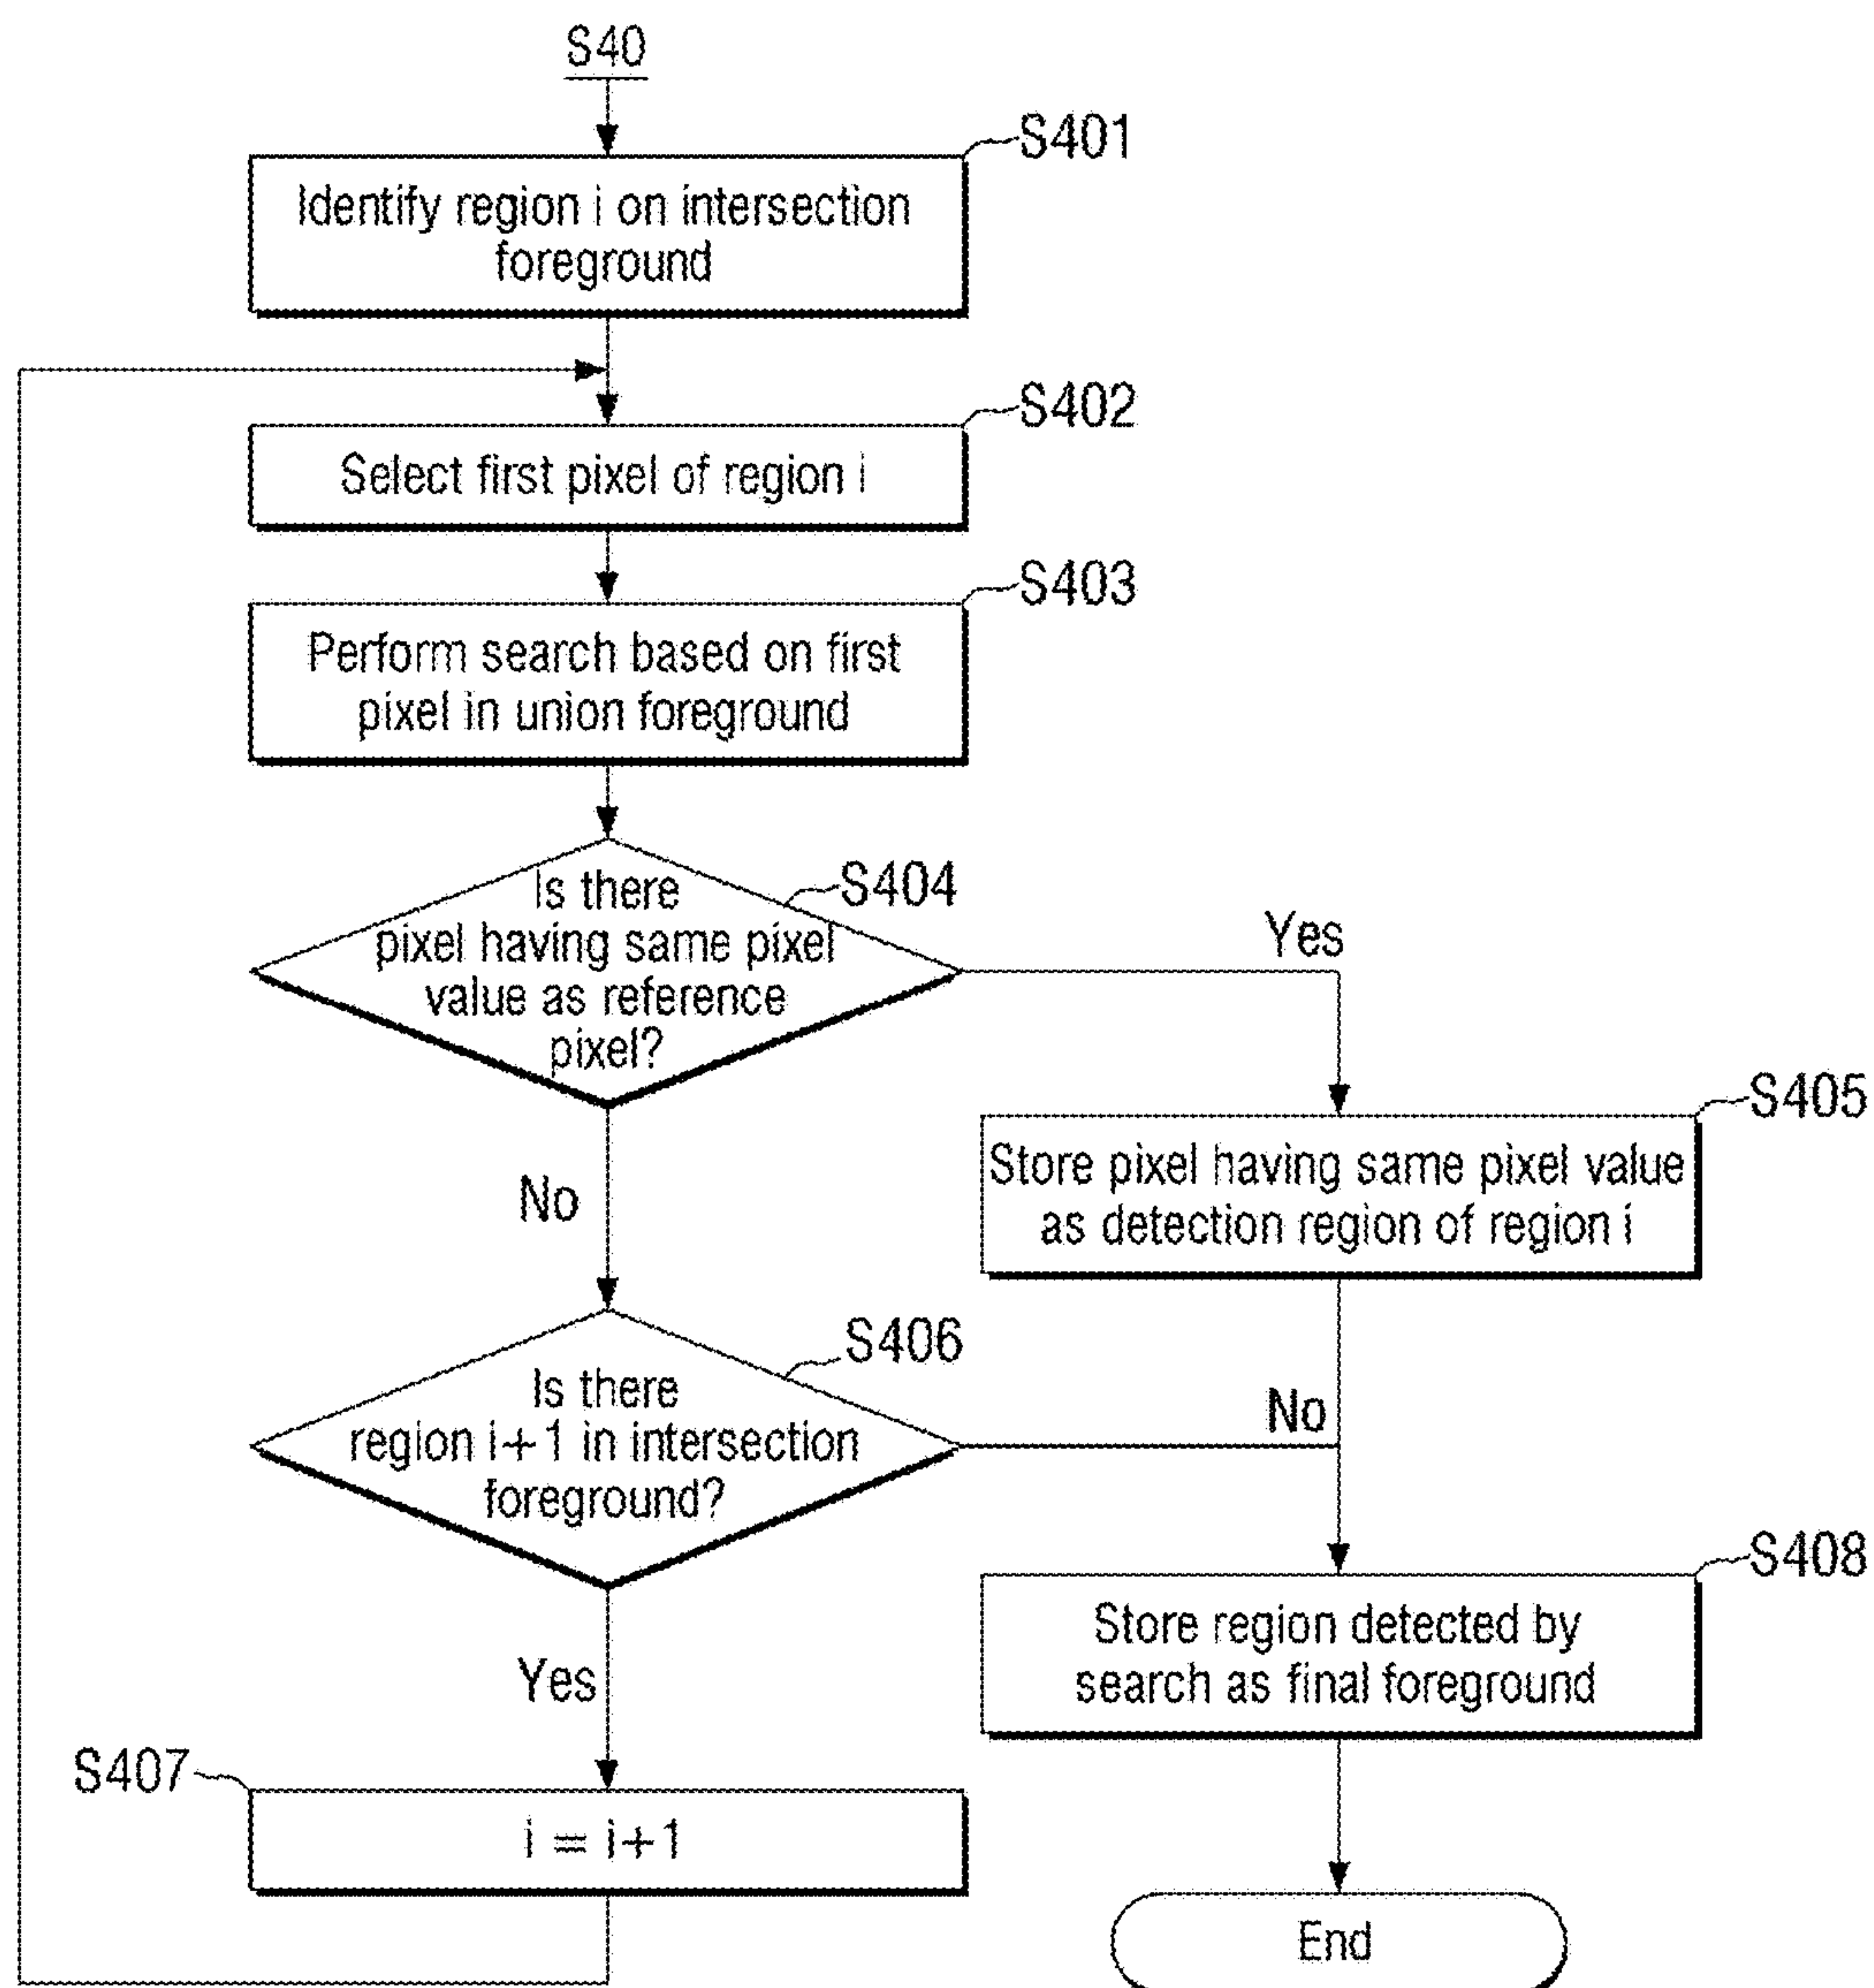 S40
S401
Identify region i on intersection
foreground
S402
Select first pixel of region i
S403
Perform search based on first
pixel in union foreground
S404
Is there
pixel having same pixel
value as reference
pixel?
Yes
No
S405
Store pixel having same pixel value
as detection region of region i
S406
Is there
region i+1 in intersection
foreground?
No
Yes
S408
Store region detected by
search as final foreground
S407
i = i+1
End